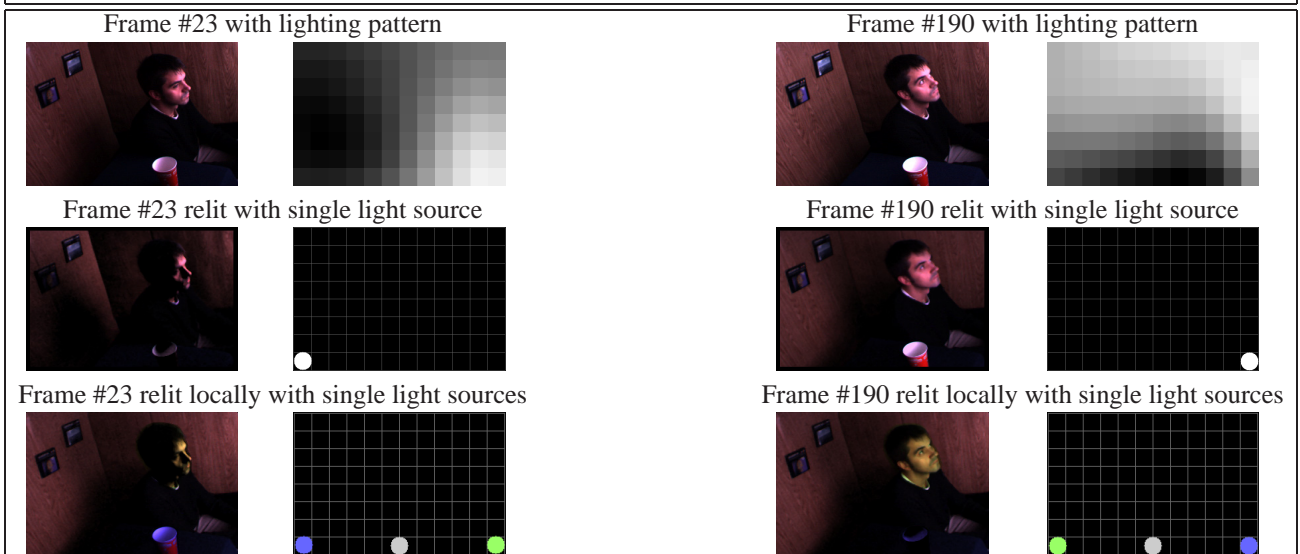 Frame #23 with lighting pattern
Frame #190 with lighting pattern
Frame #23 relit with single light source
Frame #190 relit with single light source
Frame #23 relit locally with single light sources
Frame #190 relit locally with single light sources